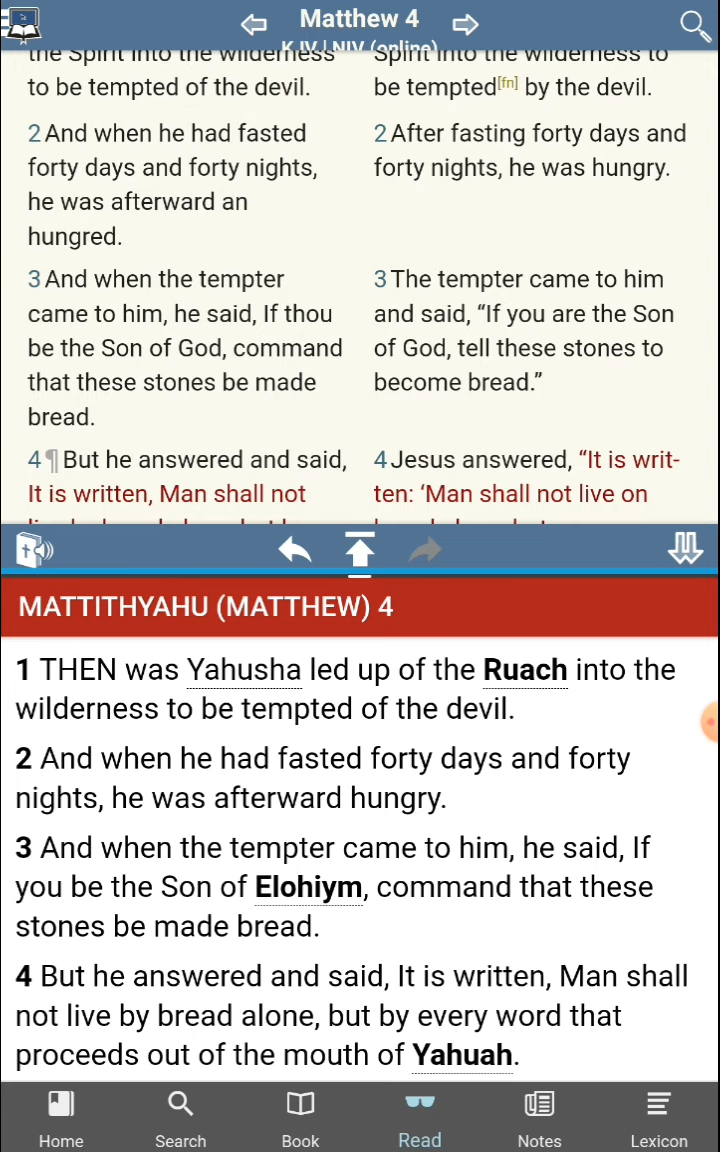 Matthew 4
KJV | NIV (online)
the Spirit into the wilderness
to be tempted of the devil.
2 And when he had fasted
forty days and forty nights,
he was afterward an
hungred.
3 And when the tempter
came to him, he said, If thou
be the Son of God, command
that these stones be made
bread.
4 ¶ But he answered and said,
It is written, Man shall not
Spirit into the wilderness to
be tempted[fn] by the devil.
2 After fasting forty days and
forty nights, he was hungry.
3 The tempter came to him
and said, “If you are the Son
of God, tell these stones to
become bread.”
4 Jesus answered, “It is writ-
ten: ‘Man shall not live on
MATTITHYAHU (MATTHEW) 4
1 THEN was Yahusha led up of the Ruach into the
wilderness to be tempted of the devil.
2 And when he had fasted forty days and forty
nights, he was afterward hungry.
3 And when the tempter came to him, he said, If
you be the Son of Elohiym, command that these
stones be made bread.
4 But he answered and said, It is written, Man shall
not live by bread alone, but by every word that
proceeds out of the mouth of Yahuah.
Home Search Book Read Notes Lexicon